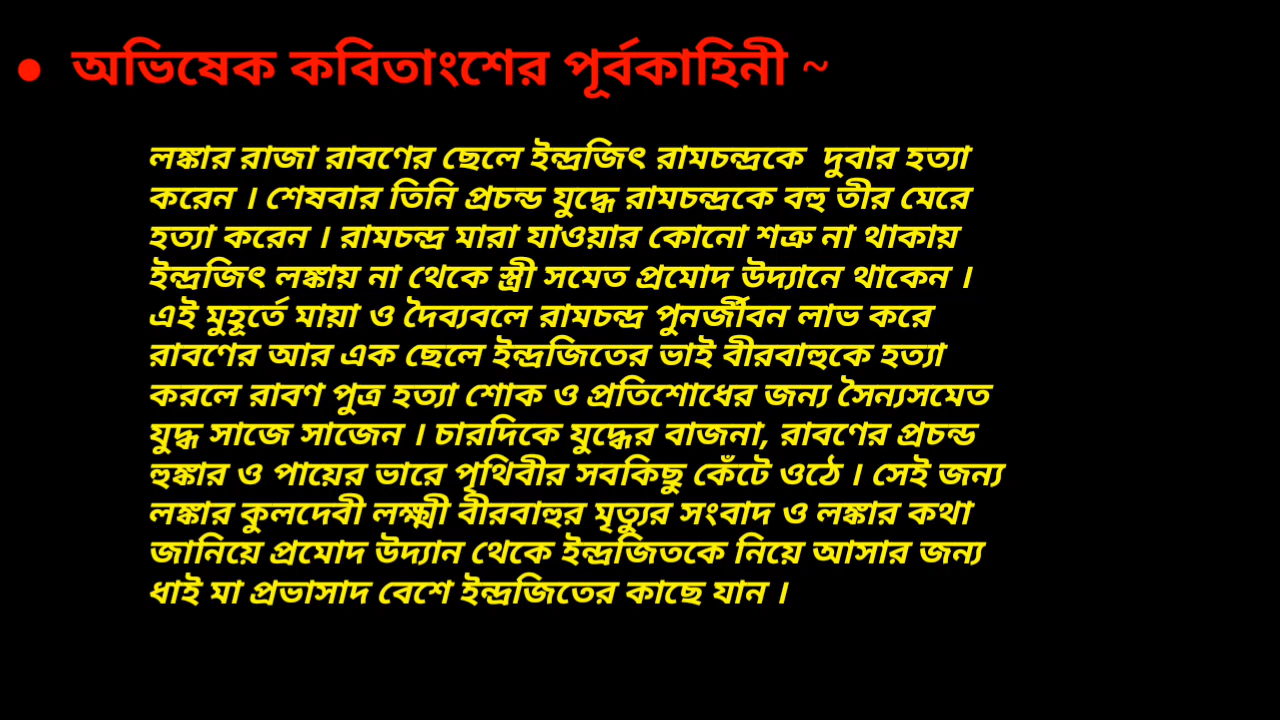 • অভিষেক কবিতাংশের পূর্বকাহিনী ~
লঙ্কার রাজা রাবণের ছেলে ইন্দ্রজিৎ রামচন্দ্রকে দুবার হত্যা
করেন । শেষবার তিনি প্রচন্ড যুদ্ধে রামচন্দ্রকে বহু তীর মেরে
হত্যা করেন । রামচন্দ্র মারা যাওয়ার কোনো শত্রু না থাকায়
ইন্দ্রজিৎ লঙ্কায় না থেকে স্ত্রী সমেত প্রমোদ উদ্যানে থাকেন ।
এই মুহূর্তে মায়া ও দৈব্যবলে রামচন্দ্র পুনর্জীবন লাভ করে
রাবণের আর এক ছেলে ইন্দ্রজিতের ভাই বীরবাহুকে হত্যা
করলে রাবণ পুত্র হত্যা শোক ও প্রতিশোধের জন্য সৈন্যসমেত
যুদ্ধ সাজে সাজেন । চারদিকে যুদ্ধের বাজনা, রাবণের প্রচন্ড
হুঙ্কার ও পায়ের ভারে পৃথিবীর সবকিছু কেঁটে ওঠে । সেই জন্য
লঙ্কার কুলদেবী লক্ষ্মী বীরবাহুর মৃত্যুর সংবাদ ও লঙ্কার কথা
জানিয়ে প্রমোদ উদ্যান থেকে ইন্দ্রজিতকে নিয়ে আসার জন্য
ধাই মা প্রভাসাদ বেশে ইন্দ্রজিতের কাছে যান ।